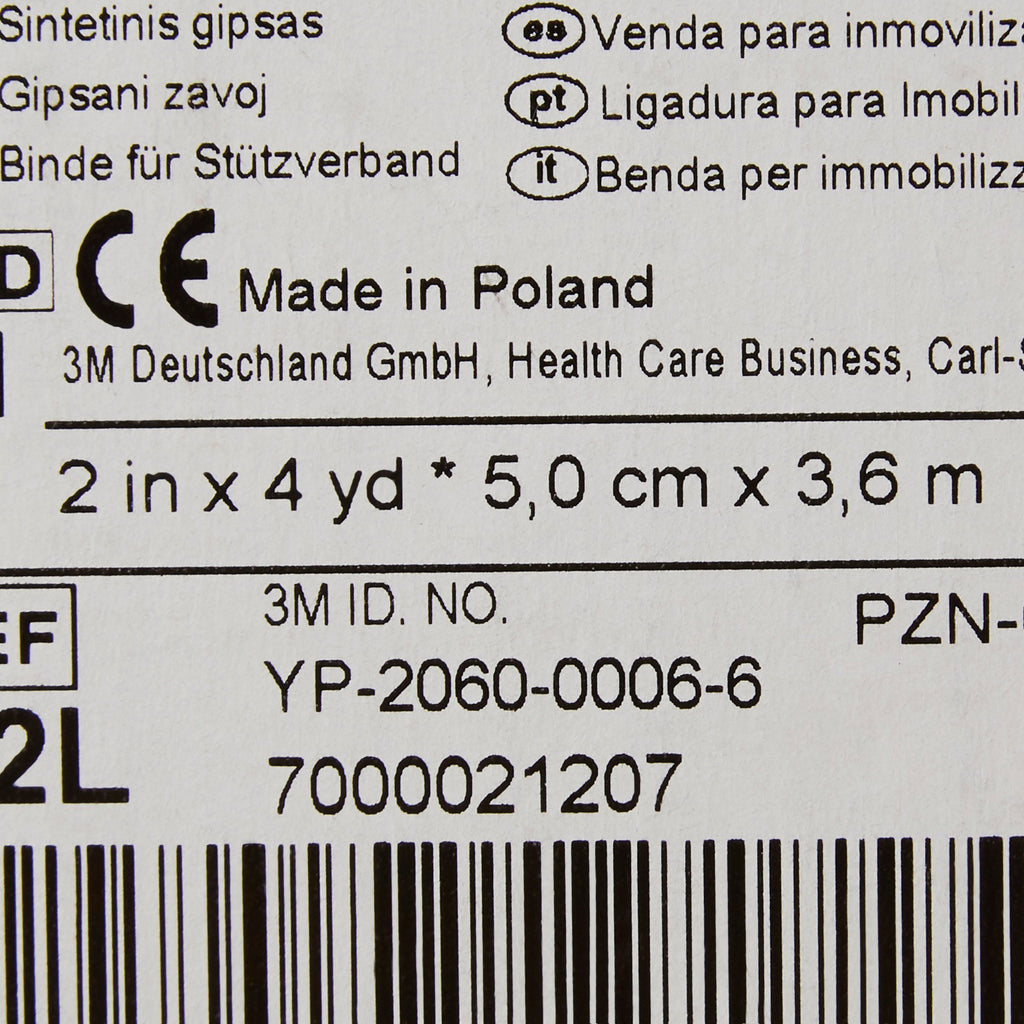 Sintetinis gipsas
es Venda para inmoviliza
Gipsani zavoj
pt Ligadura para Imobil
Binde für Stützverband
it Benda per immobilizz
D CE Made in Poland
3M Deutschland GmbH, Health Care Business, Carl-S
2 in x 4 yd * 5,0 cm x 3,6 m
EF
3M ID. NO.
PZN-
YP-2060-0006-6
2L
7000021207